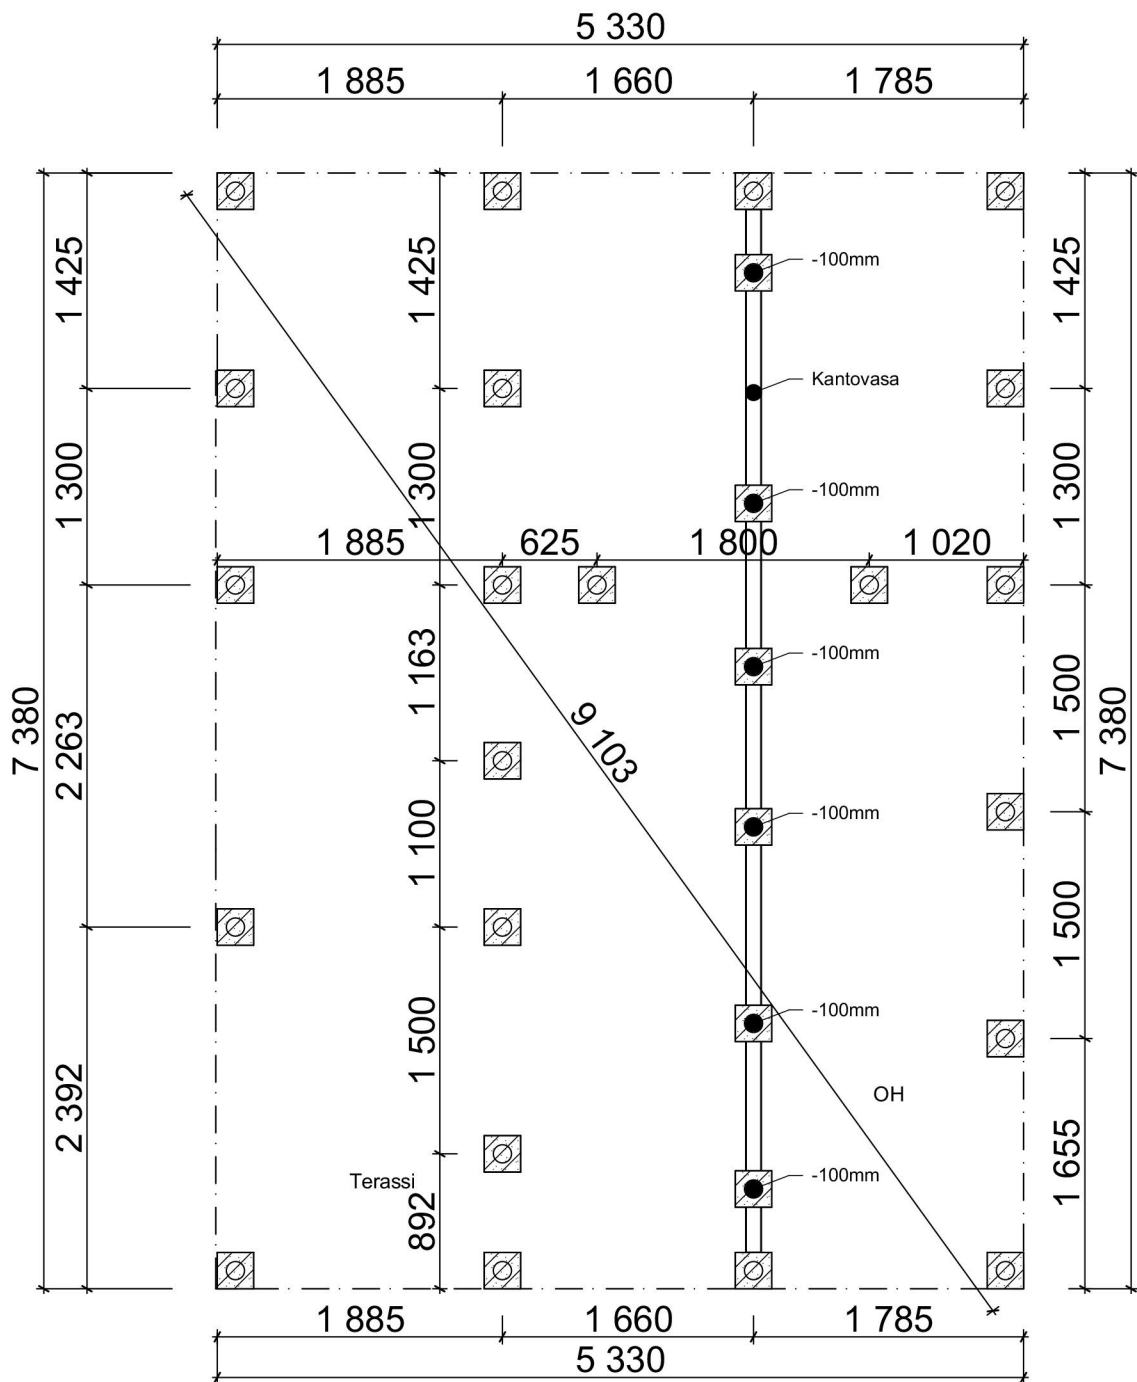 5 330
1 885 1 660 1 785
1 425 1 425 1 425
-100mm
Kantovasa
1 300 1 300 1 300
-100mm
1 885 625 1 800 1 020
7 380 2 263 1 163 -100mm 1 500 7 380
9 103
1 100 -100mm
1 500
-100mm
1 500
2 392 OH
1 655
Terassi 892 -100mm
1 885 1 660 1 785
5 330